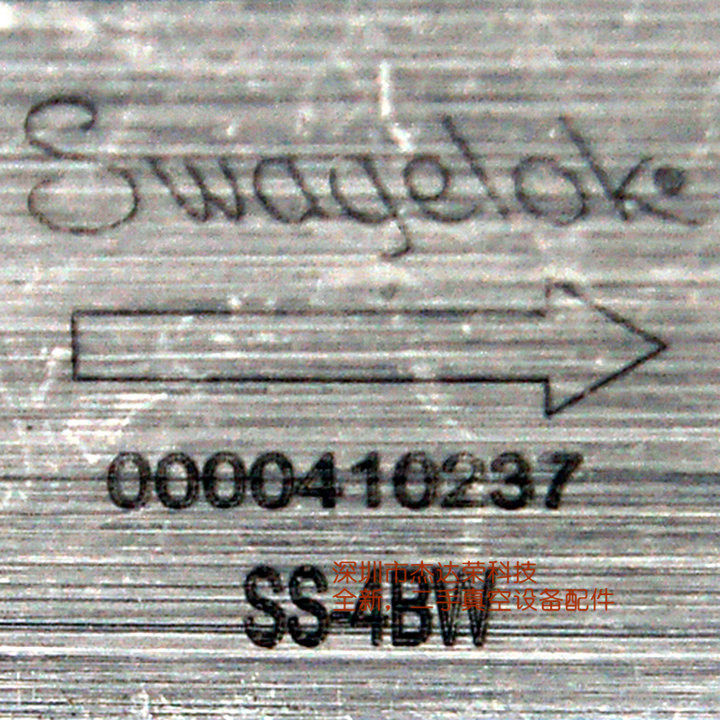 Swagelok
0000410237
深圳市杰达荣科技
全新，二手真空设备配件
SS-4BW